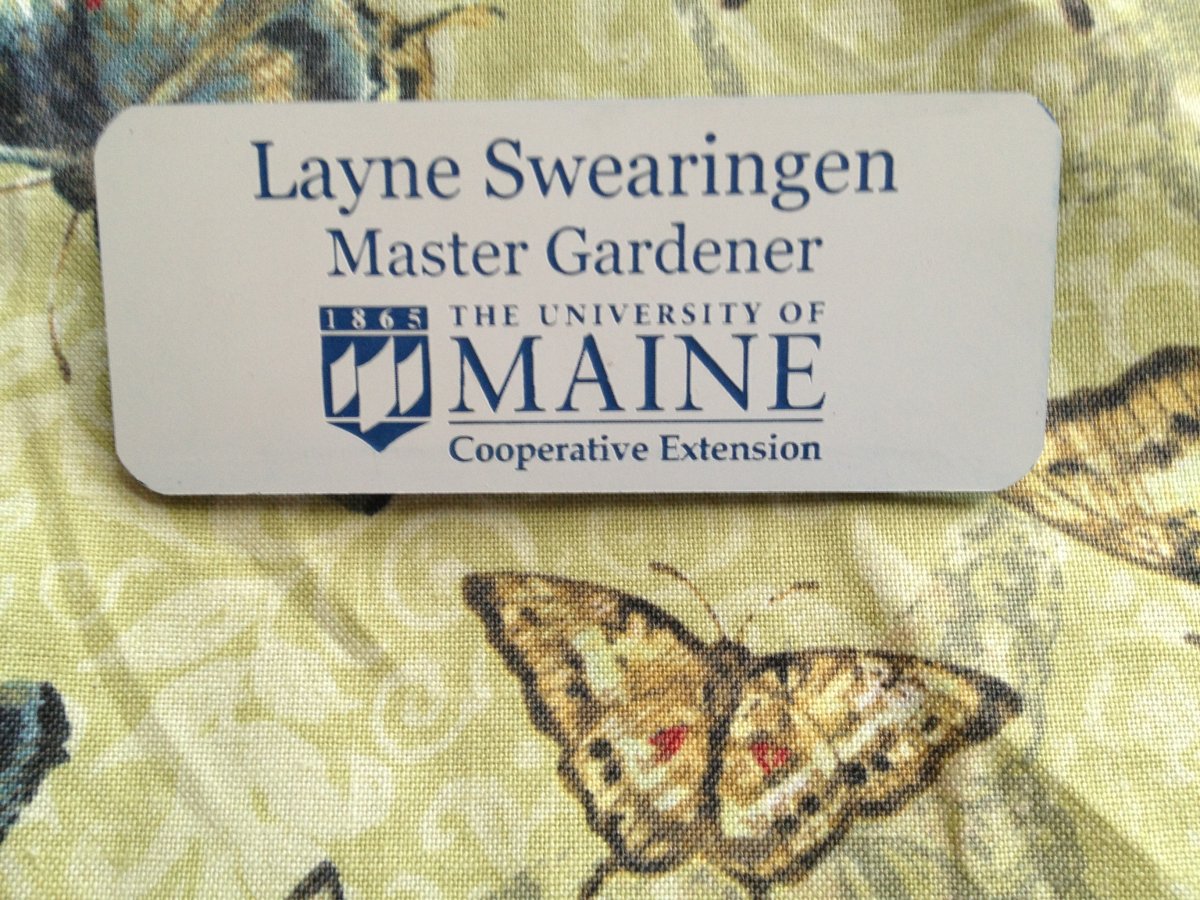 Layne Swearingen
Master Gardener
1865
THE UNIVERSITY OF
MAINE
Cooperative Extension